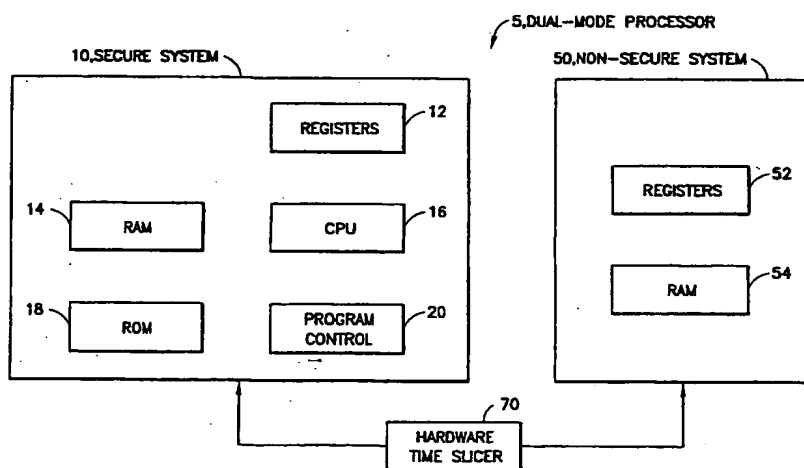 5,DUAL-MODE PROCESSOR
10,SECURE SYSTEM
50,NON-SECURE SYSTEM
REGISTERS
12
REGISTERS
52
14
RAM
CPU
16
RAM
54
18
ROM
PROGRAM
CONTROL
20
70
HARDWARE
TIME SLICER